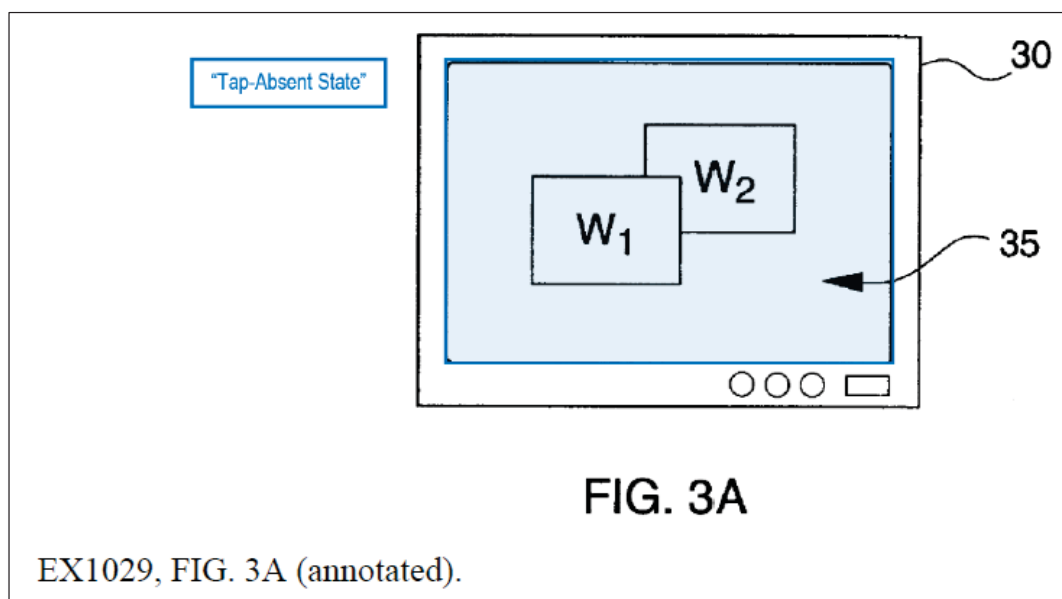 "Tap-Absent State"
30
W2
W1
35
FIG. 3A
EX1029, FIG. 3A (annotated).